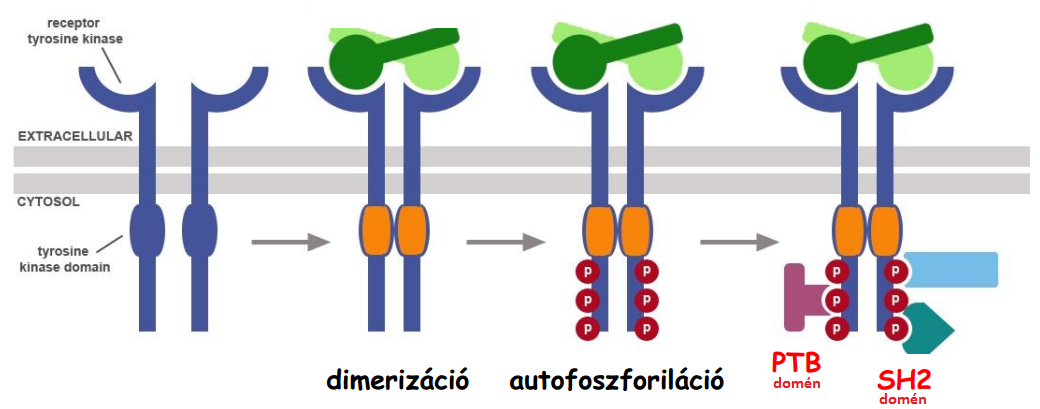 receptor
tyrosine kinase
EXTRACELLULAR
CYTOSOL
tyrosine
kinase domain
P
P
P
P
P
P
P
P
P
P
P
P
dimerizáció
autofoszforiláció
PTB
domén
SH2
domén